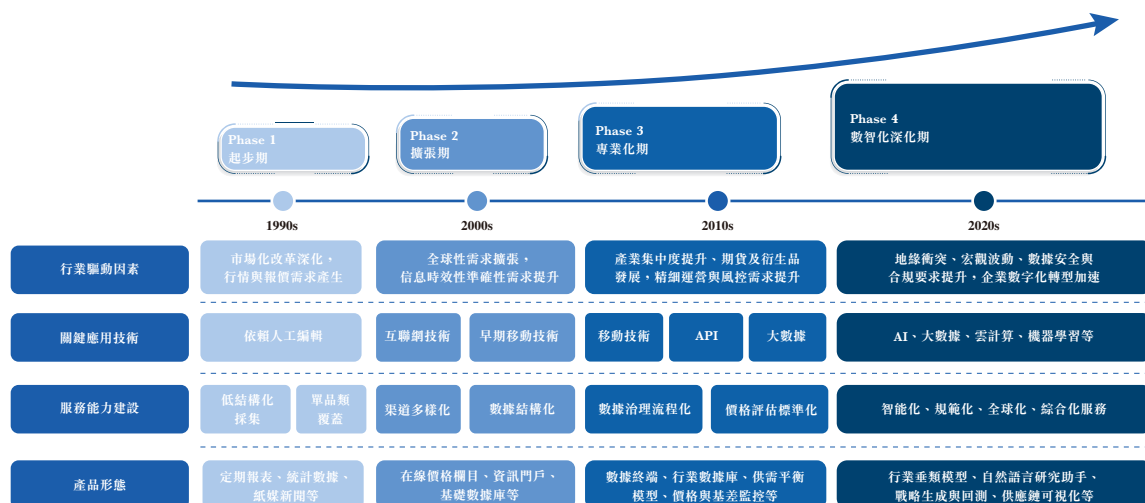 Phase 1
起步期
Phase 2
擴張期
Phase 3
專業化期
Phase 4
數智化深化期
1990s
2000s
2010s
2020s
行業驅動因素
市場化改革深化,
行情與報價需求產生
全球性需求擴張,
信息時效性準確性需求提升
產業集中度提升、期貨及衍生品
發展,精細運營與風控需求提升
地緣衝突、宏觀波動、數據安全與
合規要求提升,企業數字化轉型加速
關鍵應用技術
依賴人工編輯
互聯網技術
早期移動技術
移動技術
API
大數據
AI、大數據、雲計算、機器學習等
服務能力建設
低結構化
採集
單品類
覆蓋
渠道多樣化
數據結構化
數據治理流程化
價格評估標準化
智能化、規範化、全球化、綜合化服務
產品形態
定期報表、統計數據、
紙媒新聞等
在線價格欄目、資訊門戶、
基礎數據庫等
數據終端、行業數據庫、供需平衡
模型、價格與基差監控等
行業垂類模型、自然語言研究助手、
戰略生成與回測、供應鏈可視化等